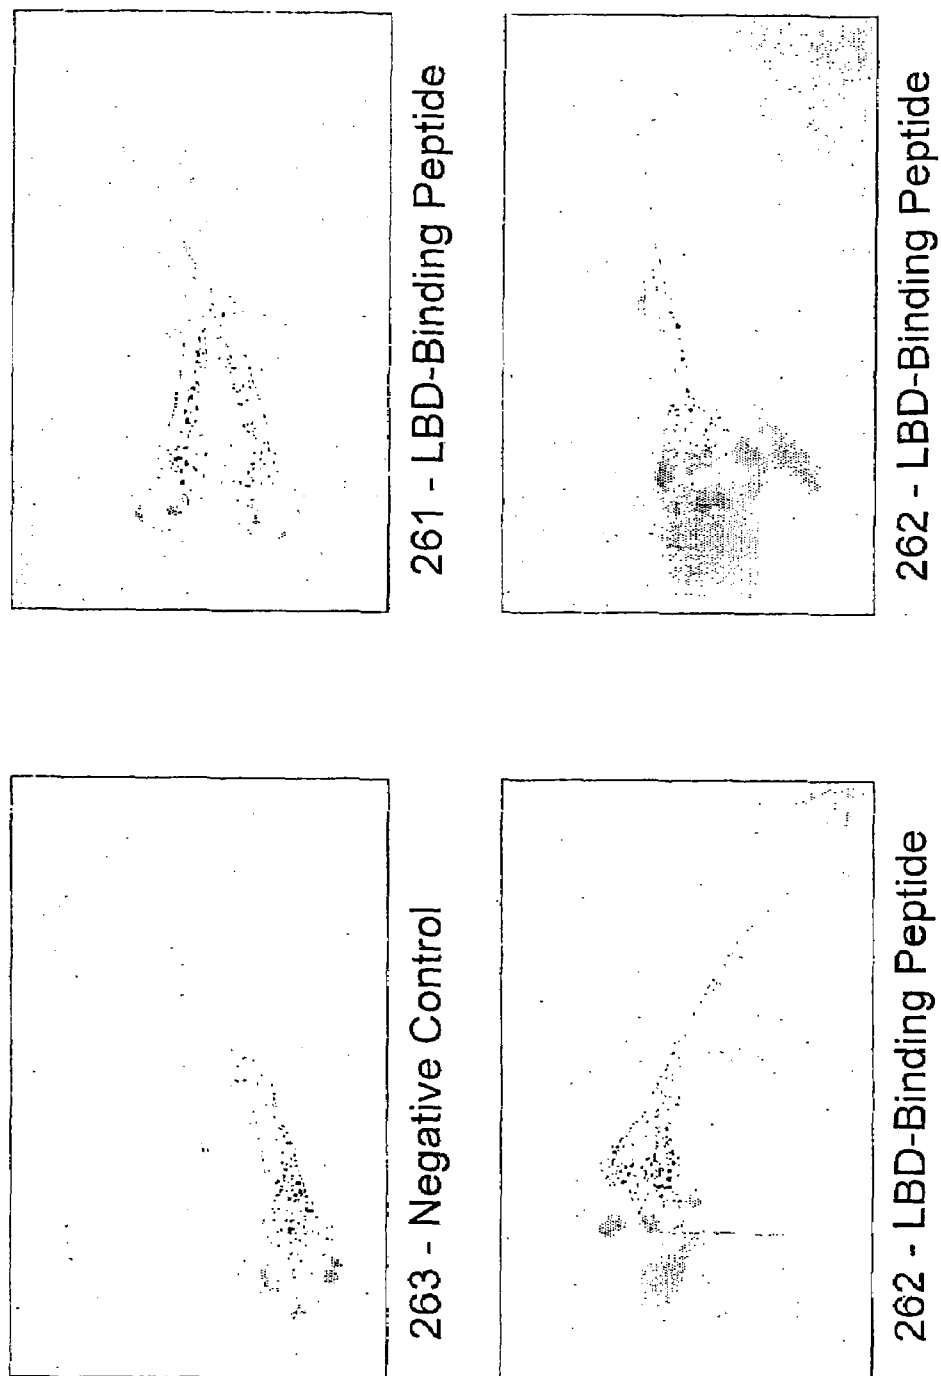 263 - Negative Control
261 - LBD-Binding Peptide
262 - LBD-Binding Peptide
262 - LBD-Binding Peptide